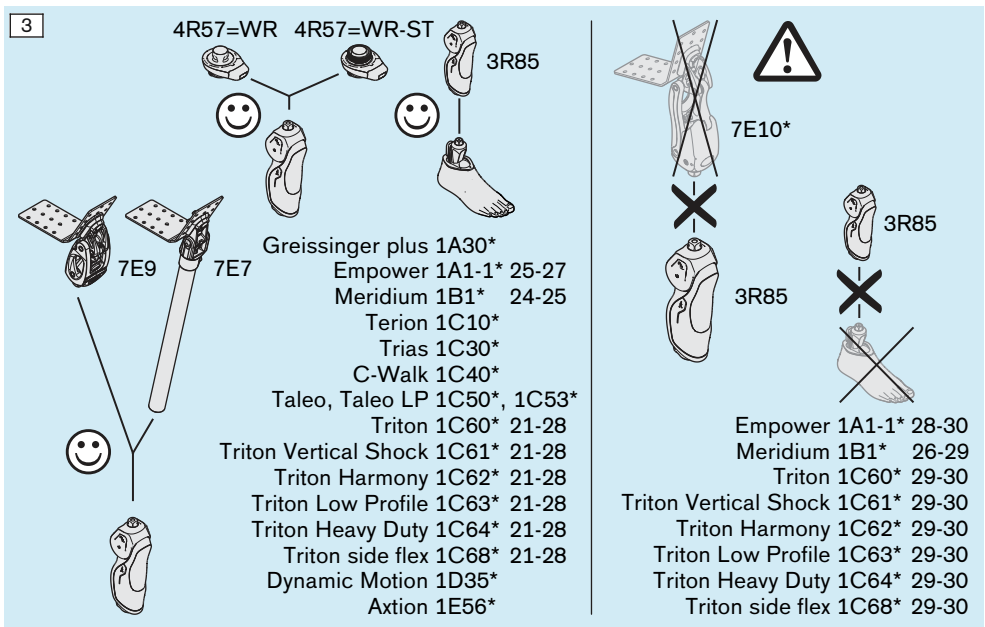 3
4R57=WR 4R57=WR-ST
3R85
7E9
7E7
Greissinger plus 1A30*
Empower 1A1-1* 25-27
Meridium 1B1* 24-25
Terion 1C10*
Trias 1C30*
C-Walk 1C40*
Taleo, Taleo LP 1C50*, 1C53*
Triton 1C60* 21-28
Triton Vertical Shock 1C61* 21-28
Triton Harmony 1C62* 21-28
Triton Low Profile 1C63* 21-28
Triton Heavy Duty 1C64* 21-28
Triton side flex 1C68* 21-28
Dynamic Motion 1D35*
Axtion 1E56*
7E10*
3R85
3R85
Empower 1A1-1* 28-30
Meridium 1B1* 26-29
Triton 1C60* 29-30
Triton Vertical Shock 1C61* 29-30
Triton Harmony 1C62* 29-30
Triton Low Profile 1C63* 29-30
Triton Heavy Duty 1C64* 29-30
Triton side flex 1C68* 29-30